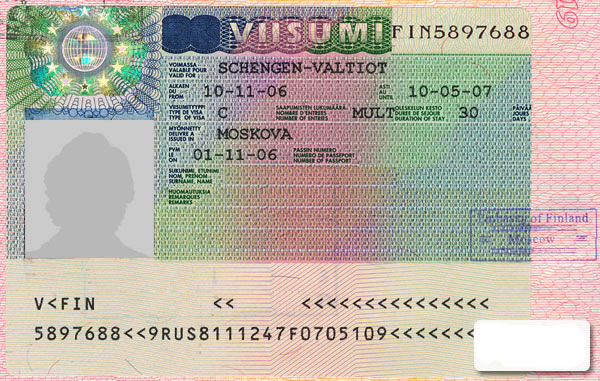 VIISUMI FIN5897688
VOIMASSA
VALABLE POUR
VALID FOR
SCHENGEN-VALTIOT
ALKAEN
DU
FROM
10-11-06
ASTI
AU
UNTIL
10-05-07
VIISUMITYYPPI
TYPE DE VISA
TYPE OF VISA
C
SAAPUMISTEN LUKUMÄÄRÄ
NOMBRE D'ENTREES
NUMBER OF ENTRIES
MULT
OLESKELUN KESTO
DUREE DE SEJOUR
DURATION OF STAY
30
PÄIVÄÄ
JOURS
DAYS
MYÖNNETTY
DELIVRE A
ISSUED IN
MOSKOVA
PVM
LE
ON
01-11-06
PASSIN NUMERO
NUMERO DE PASSEPORT
NUMBER OF PASSPORT
SUKUNIMI, ETUNIMI
NOM, PRENOM
SURNAME, NAME
HUOMAUTUKSIA
REMARQUES
REMARKS
Embassy of Finland
Moscow
V<FIN << <<<<<<<<<<<<<<<
5897688<<9RUS8111247F0705109<<<<<<<